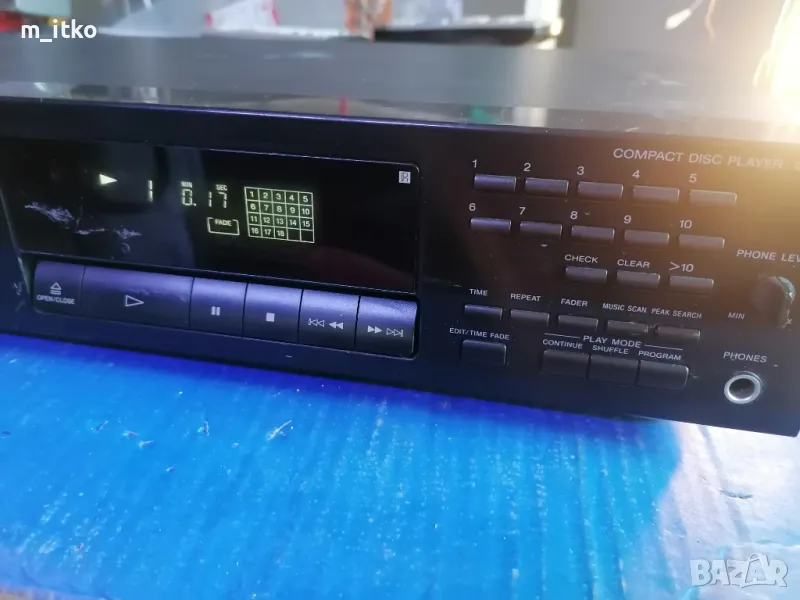 m_itko
COMPACT DISC PLAYER
1 2 3 4 5
MIN SEC
1 0.17
1 2 3 4 5
6 7 8 9 10
11 12 13 14 15
16 17 18
FADE
6 7 8 9 10
CHECK CLEAR >10
PHONE LEV
MIN
OPEN/CLOSE
TIME REPEAT FADER MUSIC SCAN PEAK SEARCH
EDIT/TIME FADE
PLAY MODE
CONTINUE SHUFFLE PROGRAM
PHONES
BAZAR